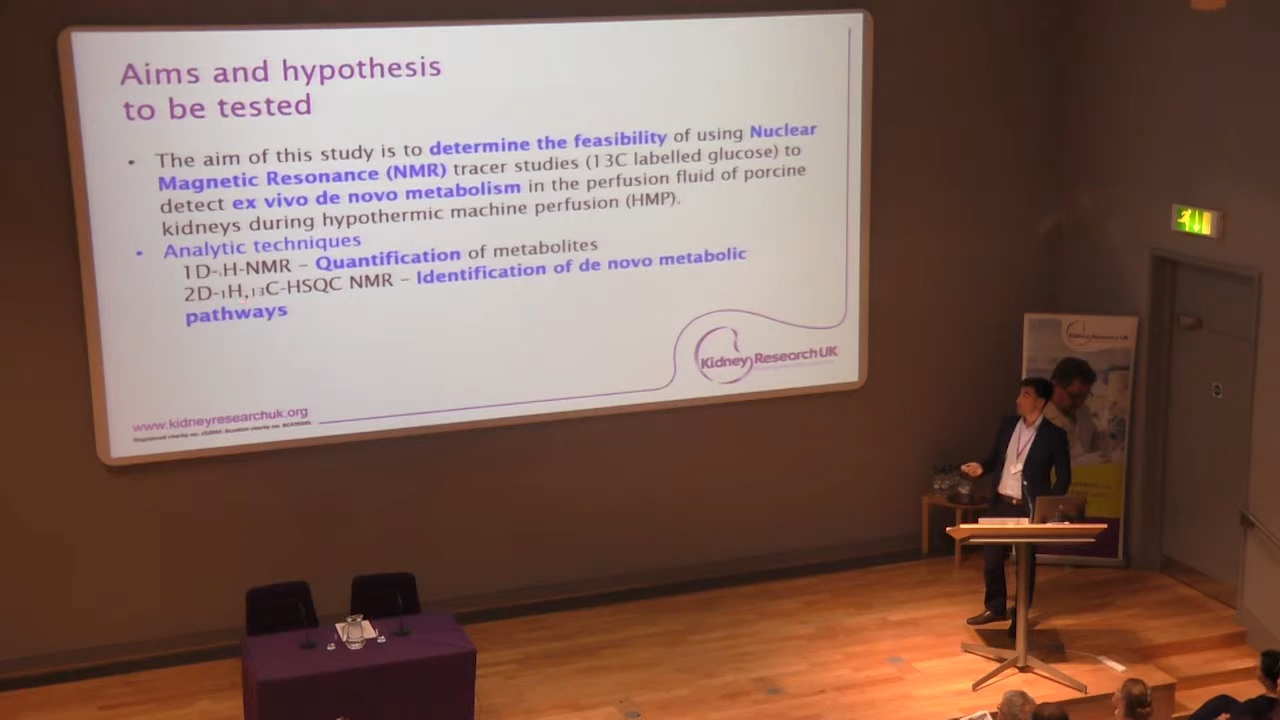 Aims and hypothesis
to be tested
• The aim of this study is to determine the feasibility of using Nuclear
Magnetic Resonance (NMR) tracer studies (13C labelled glucose) to
detect ex vivo de novo metabolism in the perfusion fluid of porcine
kidneys during hypothermic machine perfusion (HMP).
• Analytic techniques
1D-1H-NMR – Quantification of metabolites
2D-1H,13C-HSQC NMR – Identification of de novo metabolic
pathways
Kidney Research UK
www.kidneyresearchuk.org
Kidney Research UK